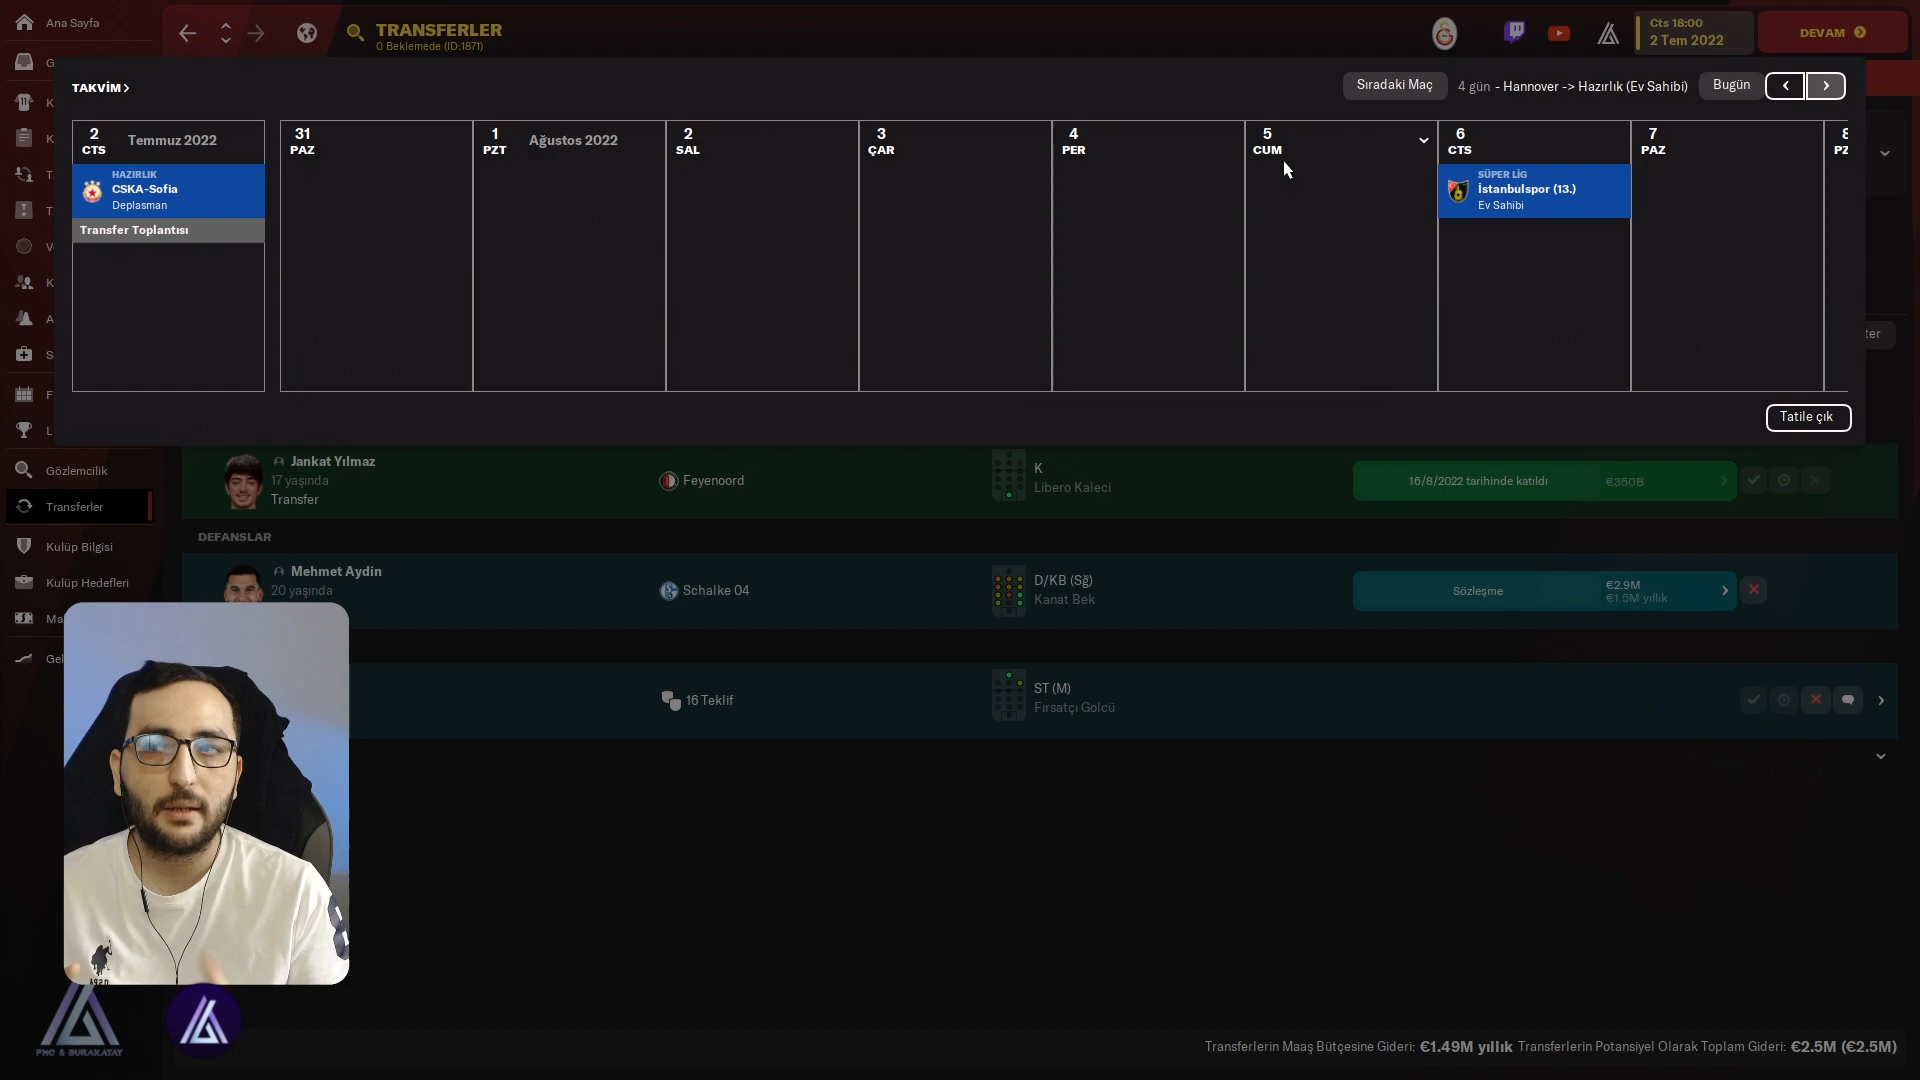 Ana Sayfa
TRANSFERLER
0 Beklemede (ID:1871)
Cts 18:00
2 Tem 2022
DEVAM
TAKVİM
Sıradaki Maç
4 gün - Hannover -> Hazırlık (Ev Sahibi)
Bugün
2 CTS Temmuz 2022
31 PAZ
1 PZT Ağustos 2022
2 SAL
3 ÇAR
4 PER
5 CUM
6 CTS
7 PAZ
8 PZ
HAZIRLIK
CSKA-Sofia
Deplasman
Transfer Toplantısı
SÜPER LİG
İstanbulspor (13.)
Ev Sahibi
Tatile çık
Gözlemcilik
Transferler
Kulüp Bilgisi
Kulüp Hedefleri
Ma
Gel
Jankat Yılmaz
17 yaşında
Transfer
Feyenoord
K
Libero Kaleci
16/8/2022 tarihinde katıldı
€350B
DEFANSLAR
Mehmet Aydin
20 yaşında
Schalke 04
D/KB (Sğ)
Kanat Bek
Sözleşme
€2.9M
€1.5M yıllık
16 Teklif
ST (M)
Fırsatçı Golcü
FMC & BURAKATAY
Transferlerin Maaş Bütçesine Gideri: €1.49M yıllık Transferlerin Potansiyel Olarak Toplam Gideri: €2.5M (€2.5M)